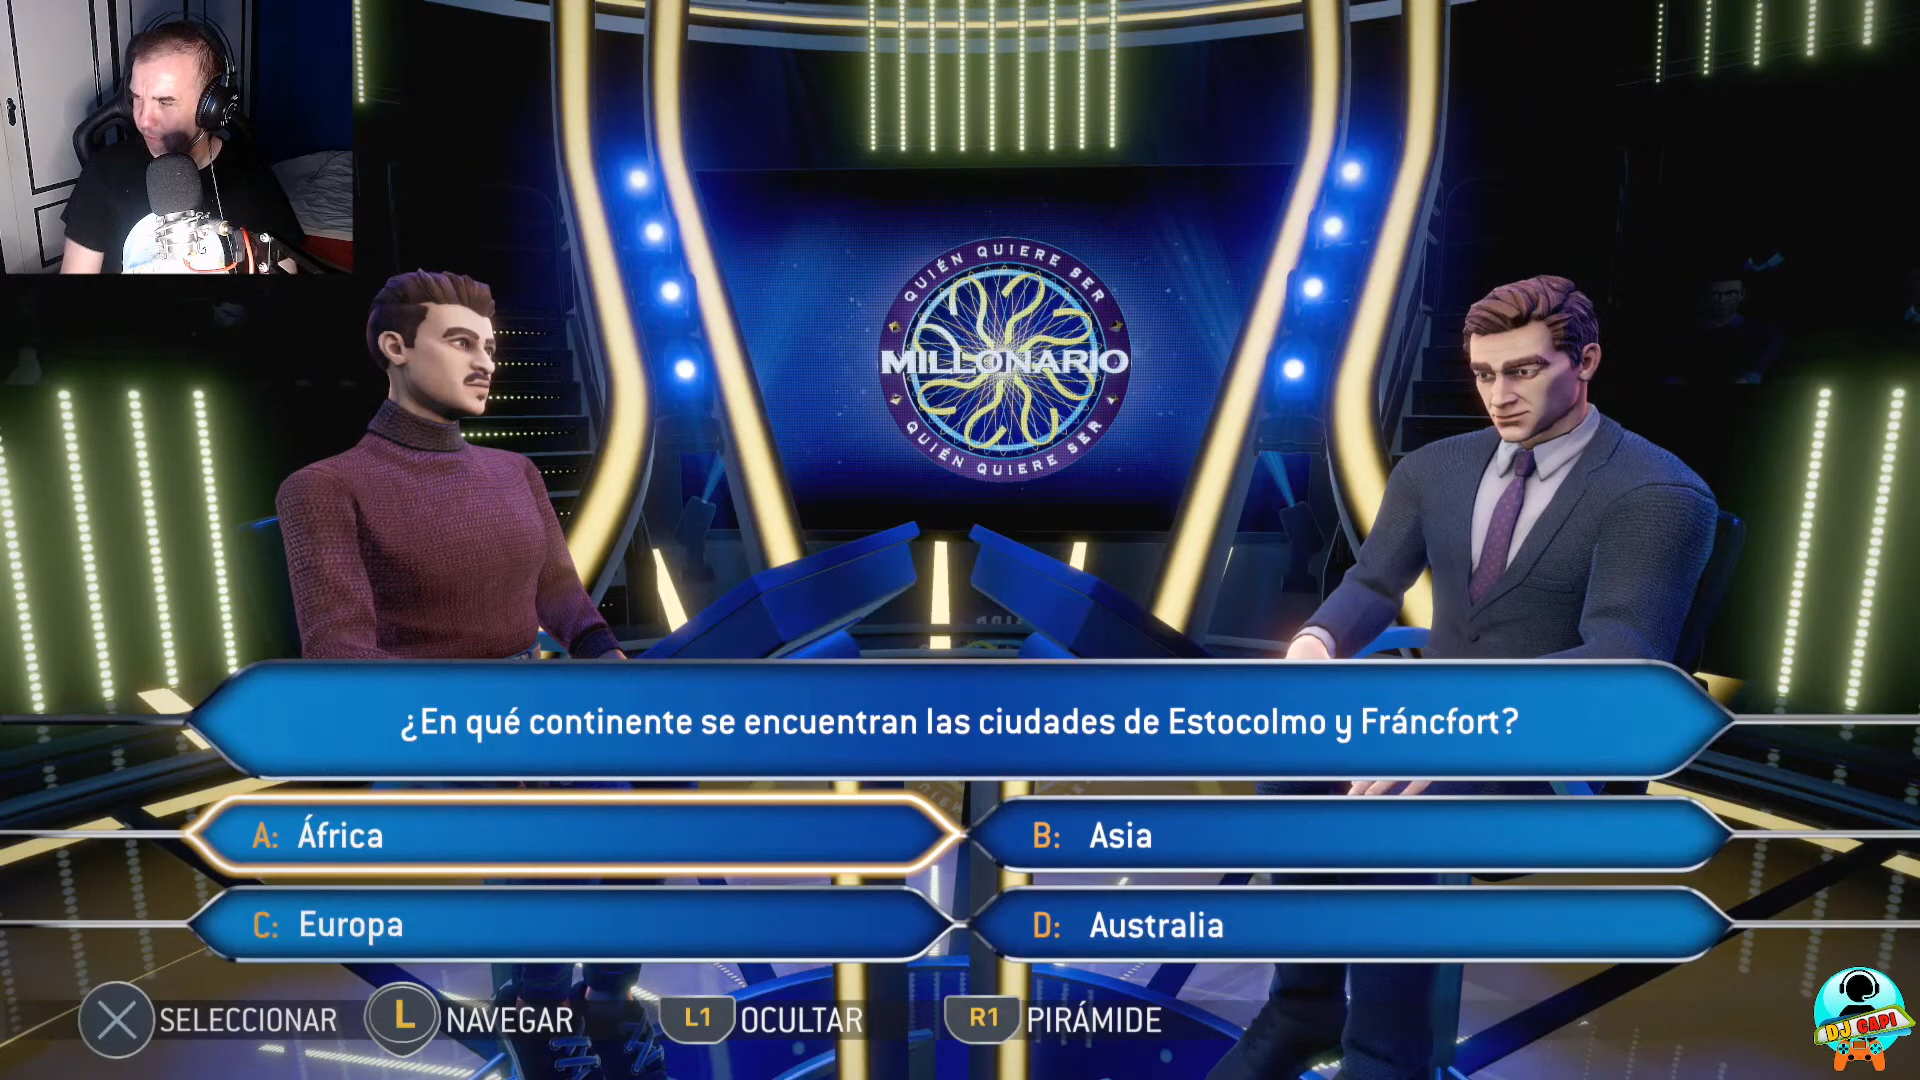 QUIÉN QUIERE SER
MILLONARIO
QUIÉN QUIERE SER
¿En qué continente se encuentran las ciudades de Estocolmo y Fráncfort?
A: África
B: Asia
C: Europa
D: Australia
SELECCIONAR
L NAVEGAR
L1 OCULTAR
R1 PIRÁMIDE
DJ CAPI